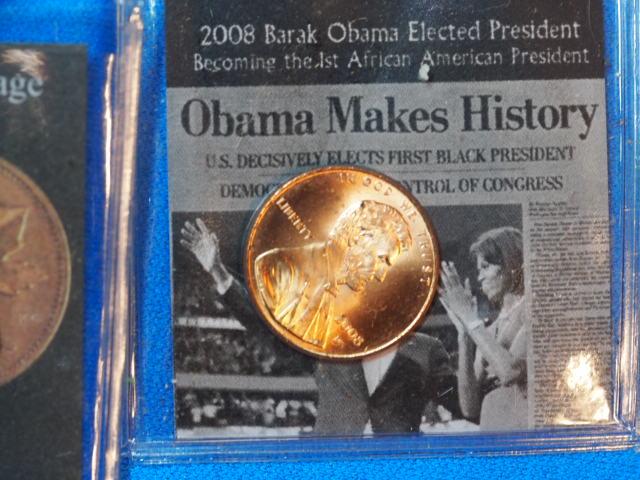 age
2008 Barak Obama Elected President
Becoming the 1st African American President
Obama Makes History
U.S. DECISIVELY ELECTS FIRST BLACK PRESIDENT
DEMOC NTROL OF CONGRESS
IN GOD WE TRUST
LIBERTY
2008